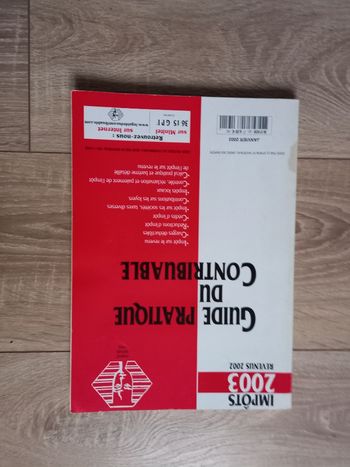 IMPÔTS
2003
REVENUS 2002
GUIDE PRATIQUE
DU
CONTRIBUABLE
Impôt sur le revenu
Charges déductibles
Réductions d'impôt
Crédits d'impôt
Impôt sur les sociétés, taxes diverses
Contributions sur les loyers
Impôts locaux
Contrôle, réclamation et paiement de l'impôt
Calcul pratique et barème détaillé
de l'impôt sur le revenu
JANVIER 2003
Retrouvez-nous :
sur Minitel
3615 GPI
sur Internet